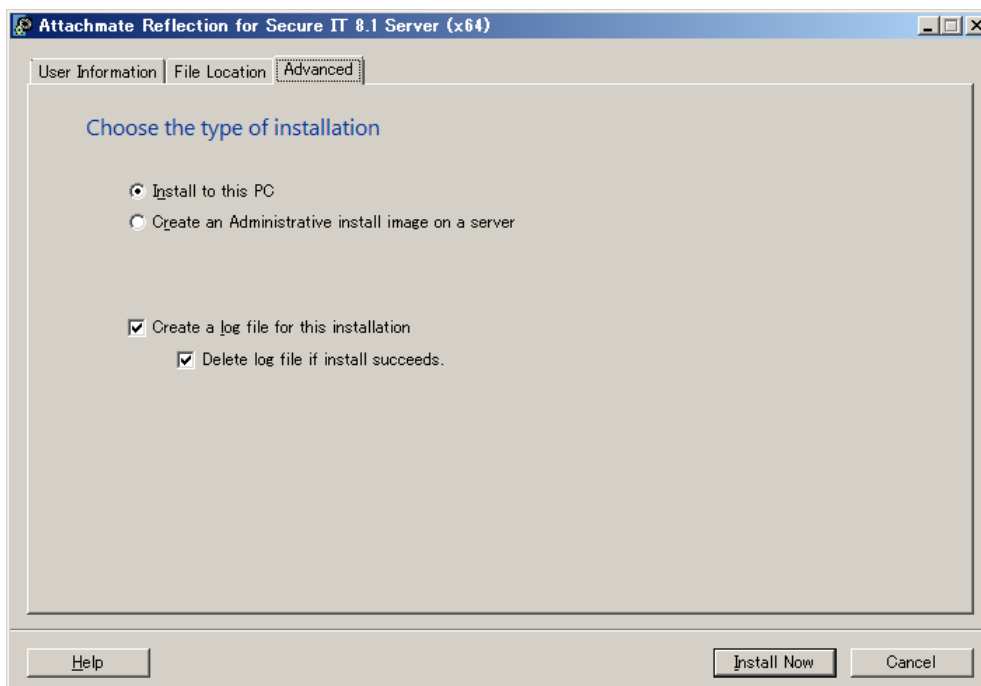 Attachmate Reflection for Secure IT 8.1 Server (x64)
User Information File Location Advanced
Choose the type of installation
Install to this PC
Create an Administrative install image on a server
Create a log file for this installation
Delete log file if install succeeds.
Help Install Now Cancel